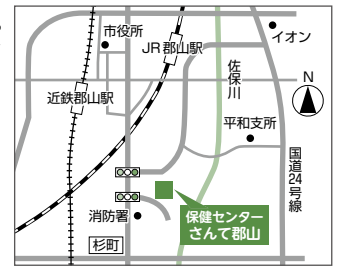 市役所
イオン
JR郡山駅
佐保川
N
近鉄郡山駅
平和支所
国道24号線
消防署
保健センター
さんて郡山
杉町